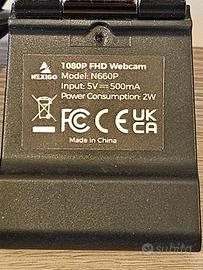 NEXIGO
1080P FHD Webcam
Model: N660P
Input: 5V⎓500mA
Power Consumption: 2W
FC CE UK
CA
Made in China
subito